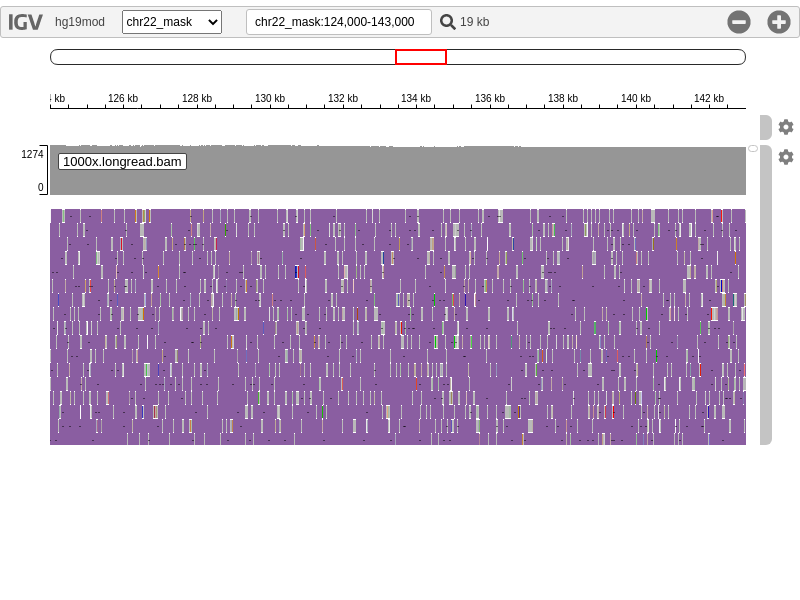 IGV hg19mod chr22_mask chr22_mask:124,000-143,000 19 kb
kb 126 kb 128 kb 130 kb 132 kb 134 kb 136 kb 138 kb 140 kb 142 kb
1274
1000x.longread.bam
0